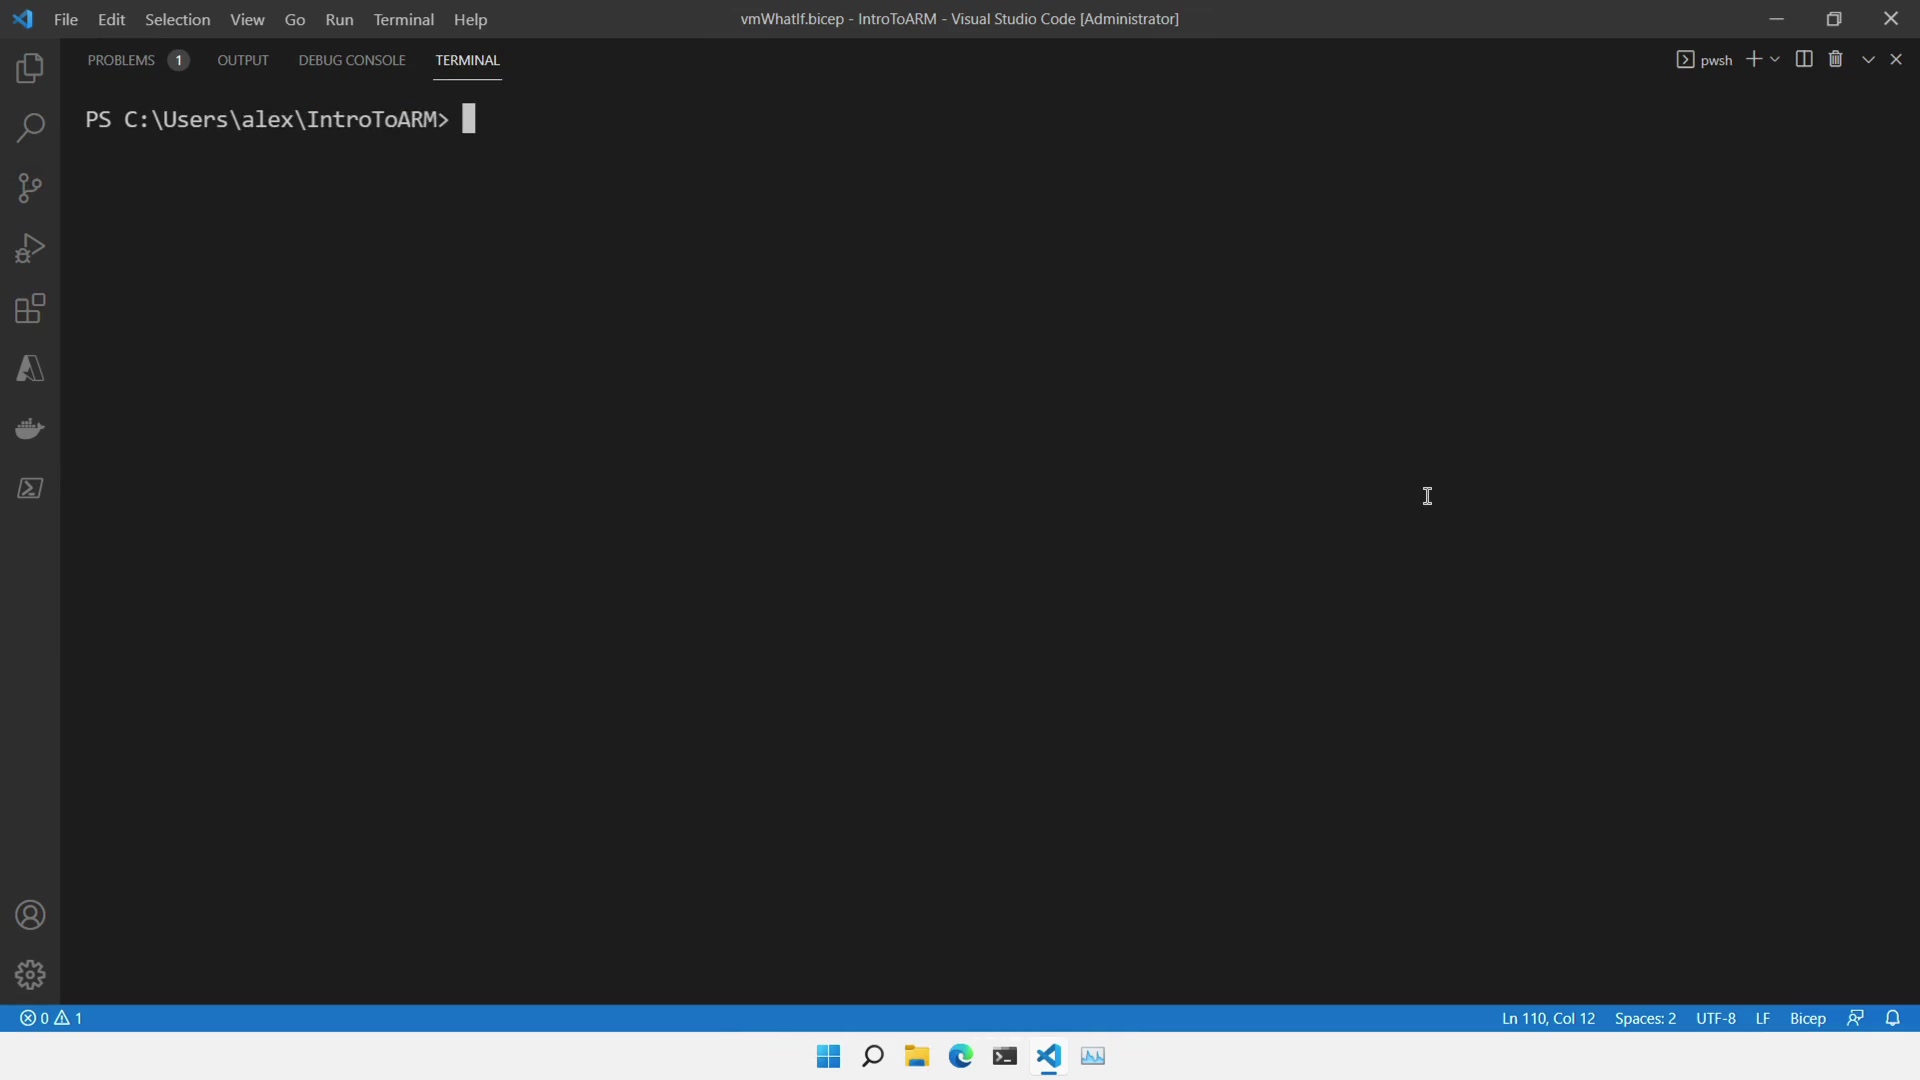 File Edit Selection View Go Run Terminal Help
vmWhatIf.bicep - IntroToARM - Visual Studio Code [Administrator]
PROBLEMS 1 OUTPUT DEBUG CONSOLE TERMINAL
pwsh
PS C:\Users\alex\IntroToARM>
0 1
Ln 110, Col 12 Spaces: 2 UTF-8 LF Bicep